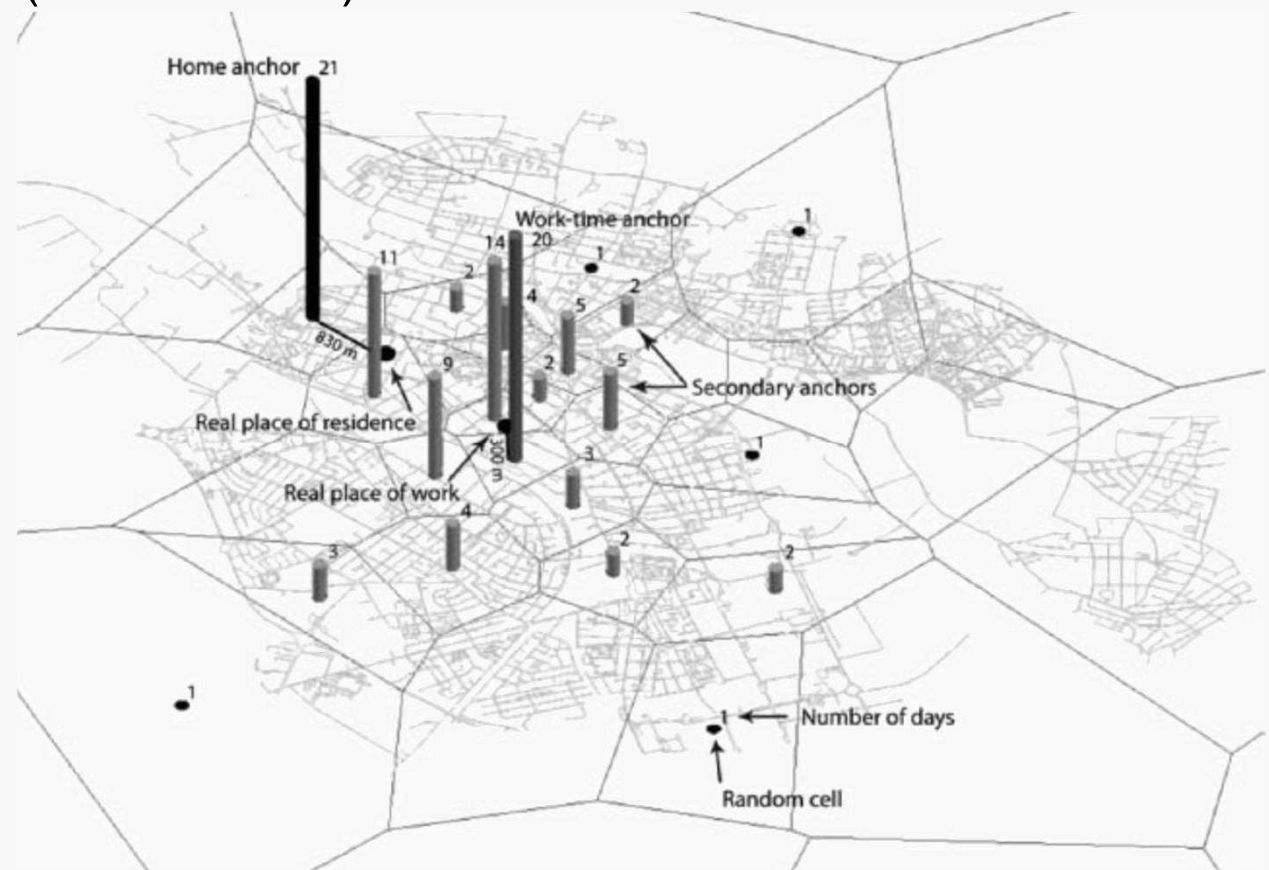 Home anchor 21
Work-time anchor
1
14
20
1
11
2
4
2
5
830 m
9
2
5
Secondary anchors
Real place of residence
1
300 m
3
Real place of work
4
3
2
2
1
1
Number of days
Random cell